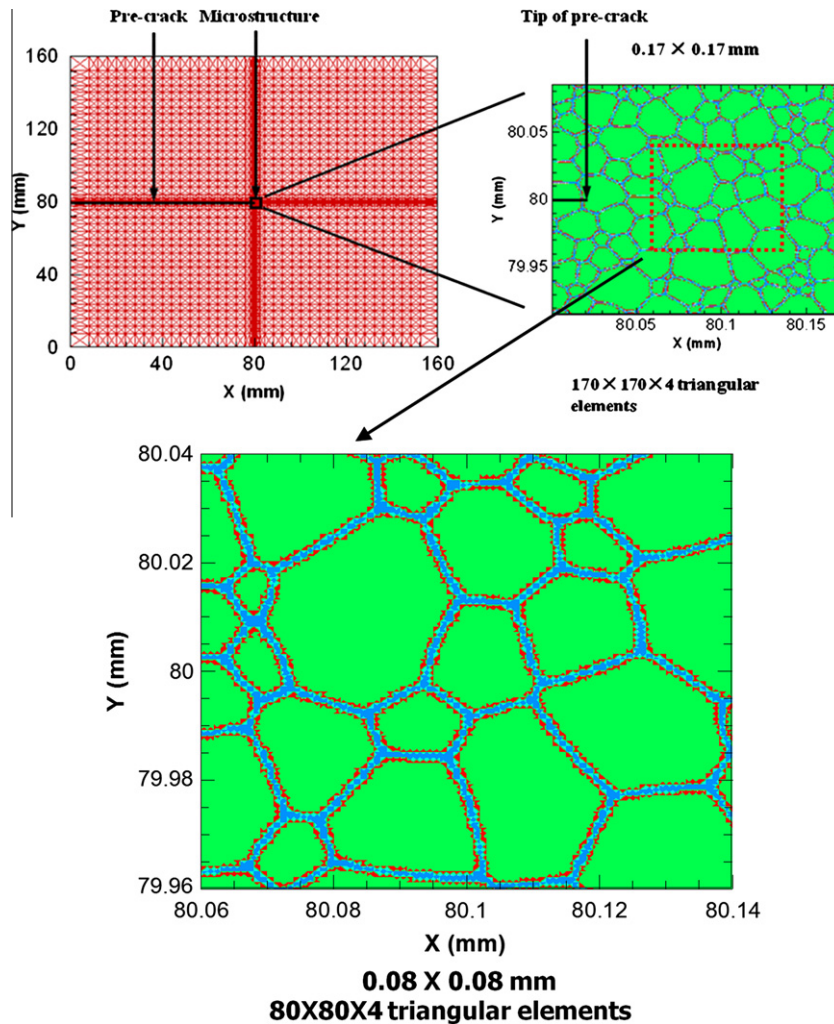 Pre-crack Microstructure
Tip of pre-crack
0.17 × 0.17 mm
160
120
80
40
0
Y (mm)
0 40 80 120 160
X (mm)
80.05
80
79.95
Y (mm)
80.05 80.1 80.15
X (mm)
170 × 170 × 4 triangular
elements
80.04
80.02
80
79.98
79.96
Y (mm)
80.06 80.08 80.1 80.12 80.14
X (mm)
0.08 X 0.08 mm
80X80X4 triangular elements